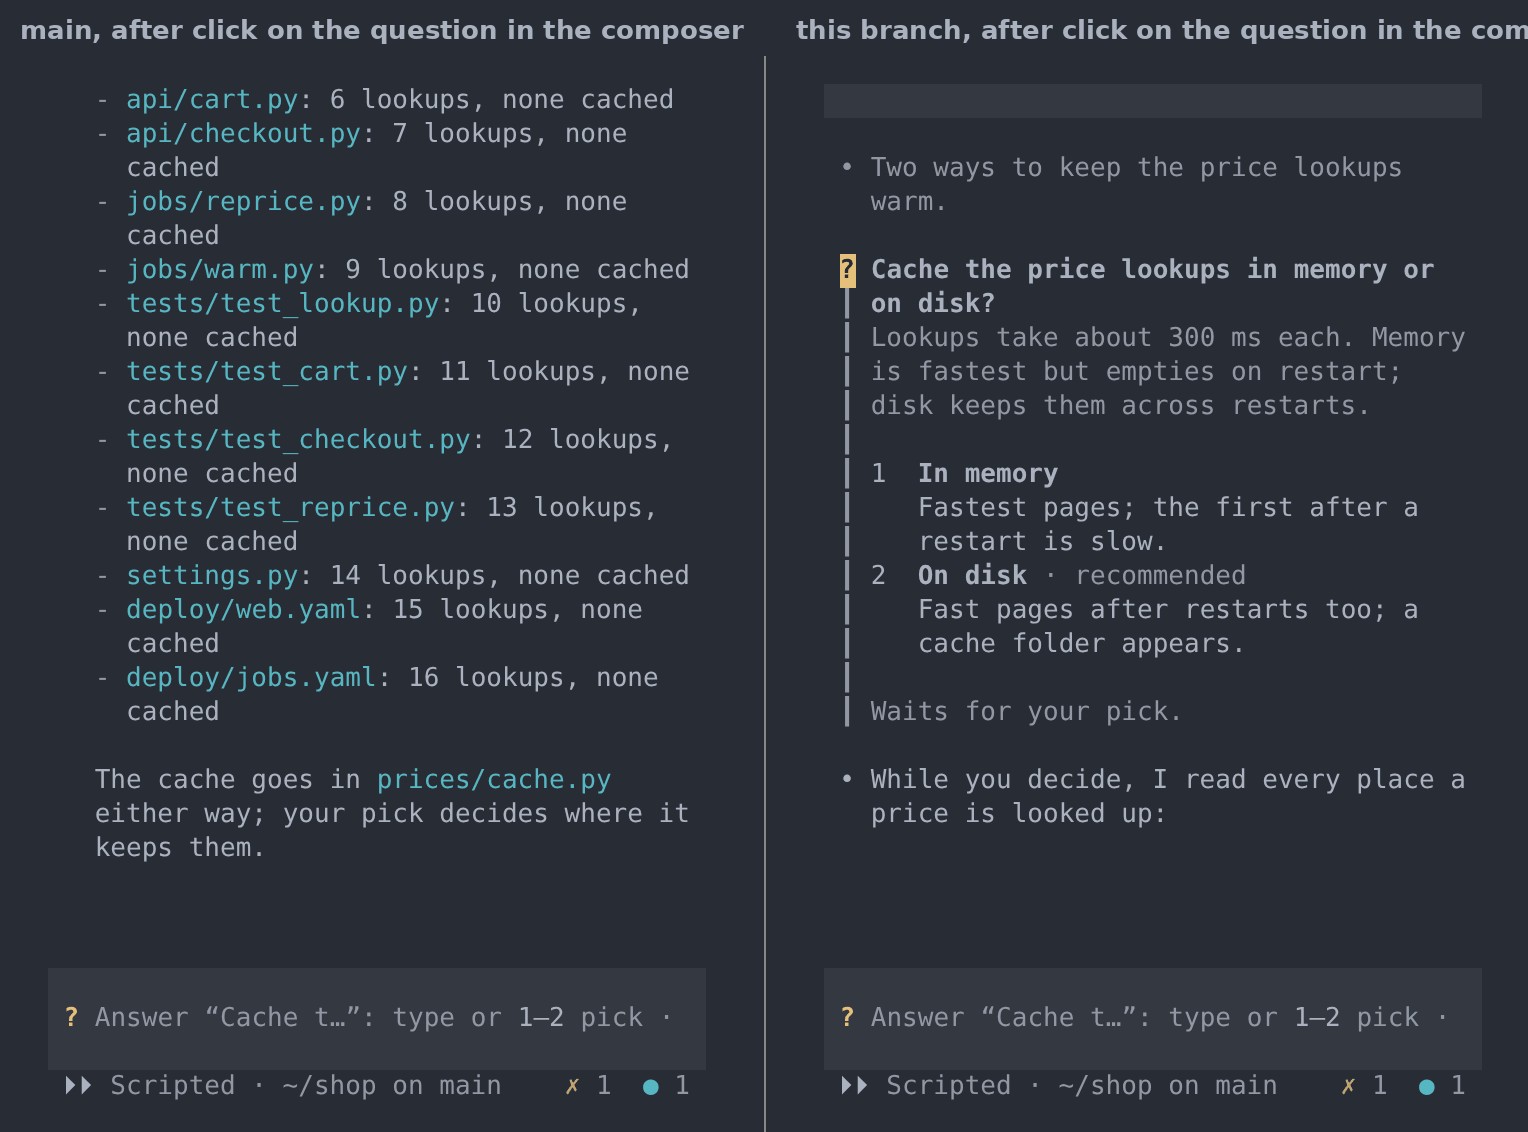 main, after click on the question in the composer
- api/cart.py: 6 lookups, none cached
- api/checkout.py: 7 lookups, none
cached
- jobs/reprice.py: 8 lookups, none
cached
- jobs/warm.py: 9 lookups, none cached
- tests/test_lookup.py: 10 lookups,
none cached
- tests/test_cart.py: 11 lookups, none
cached
- tests/test_checkout.py: 12 lookups,
none cached
- tests/test_reprice.py: 13 lookups,
none cached
- settings.py: 14 lookups, none cached
- deploy/web.yaml: 15 lookups, none
cached
- deploy/jobs.yaml: 16 lookups, none
cached
The cache goes in prices/cache.py
either way; your pick decides where it
keeps them.
? Answer “Cache t…”: type or 1–2 pick ·
Scripted · ~/shop on main ✗ 1 ● 1
this branch, after click on the question in the com
• Two ways to keep the price lookups
warm.
? Cache the price lookups in memory or
on disk?
Lookups take about 300 ms each. Memory
is fastest but empties on restart;
disk keeps them across restarts.
1 In memory
Fastest pages; the first after a
restart is slow.
2 On disk · recommended
Fast pages after restarts too; a
cache folder appears.
Waits for your pick.
• While you decide, I read every place a
price is looked up:
? Answer “Cache t…”: type or 1–2 pick ·
Scripted · ~/shop on main ✗ 1 ● 1